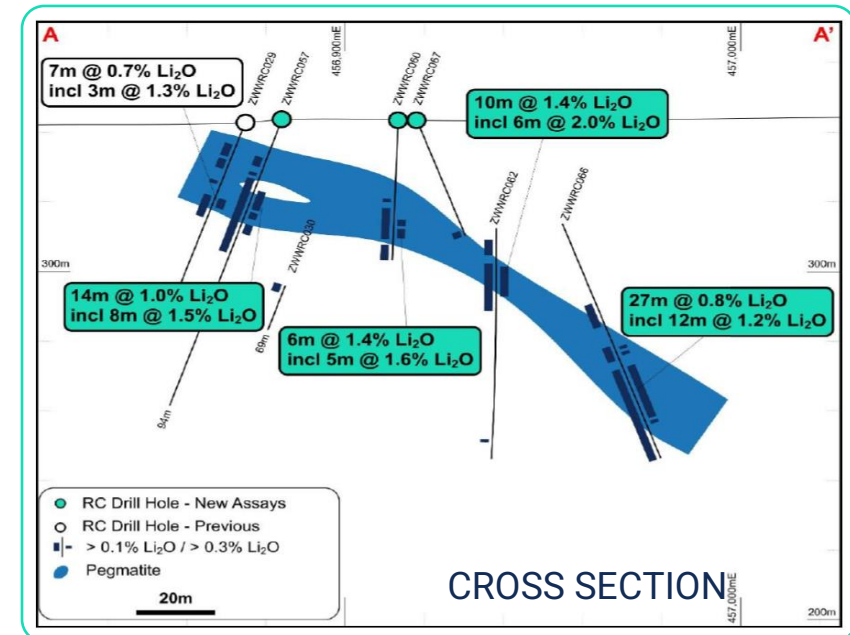 A
A'
ZWWRC029
ZWWRC057
456,900mE
ZWWRC060
ZWWRC067
457,000mE
7m @ 0.7% Li₂O
incl 3m @ 1.3% Li₂O
10m @ 1.4% Li₂O
incl 6m @ 2.0% Li₂O
ZWWRC062
ZWWRC066
ZWWRC030
300m
300m
14m @ 1.0% Li₂O
incl 8m @ 1.5% Li₂O
27m @ 0.8% Li₂O
incl 12m @ 1.2% Li₂O
6m @ 1.4% Li₂O
incl 5m @ 1.6% Li₂O
69m
94m
RC Drill Hole - New Assays
RC Drill Hole - Previous
> 0.1% Li₂O / > 0.3% Li₂O
Pegmatite
20m
CROSS SECTION
457,000mE
200m